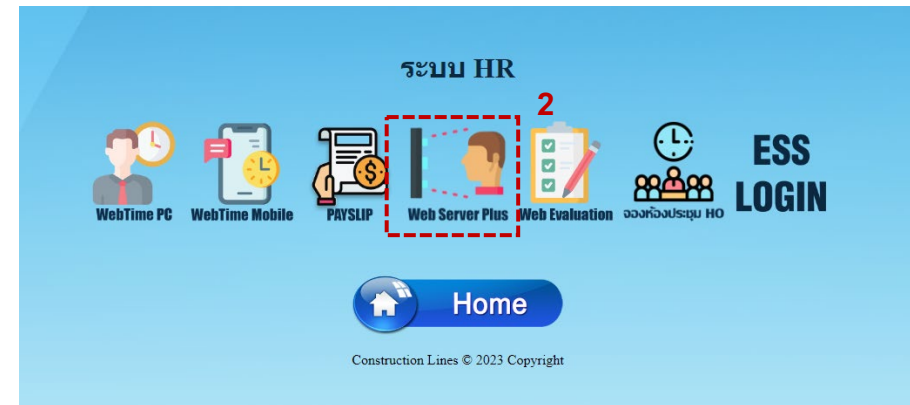 ระบบ HR
2
WebTime PC
WebTime Mobile
PAYSLIP
Web Server Plus
Web Evaluation
จองห้องประชุม HO
ESS
LOGIN
Home
Construction Lines © 2023 Copyright